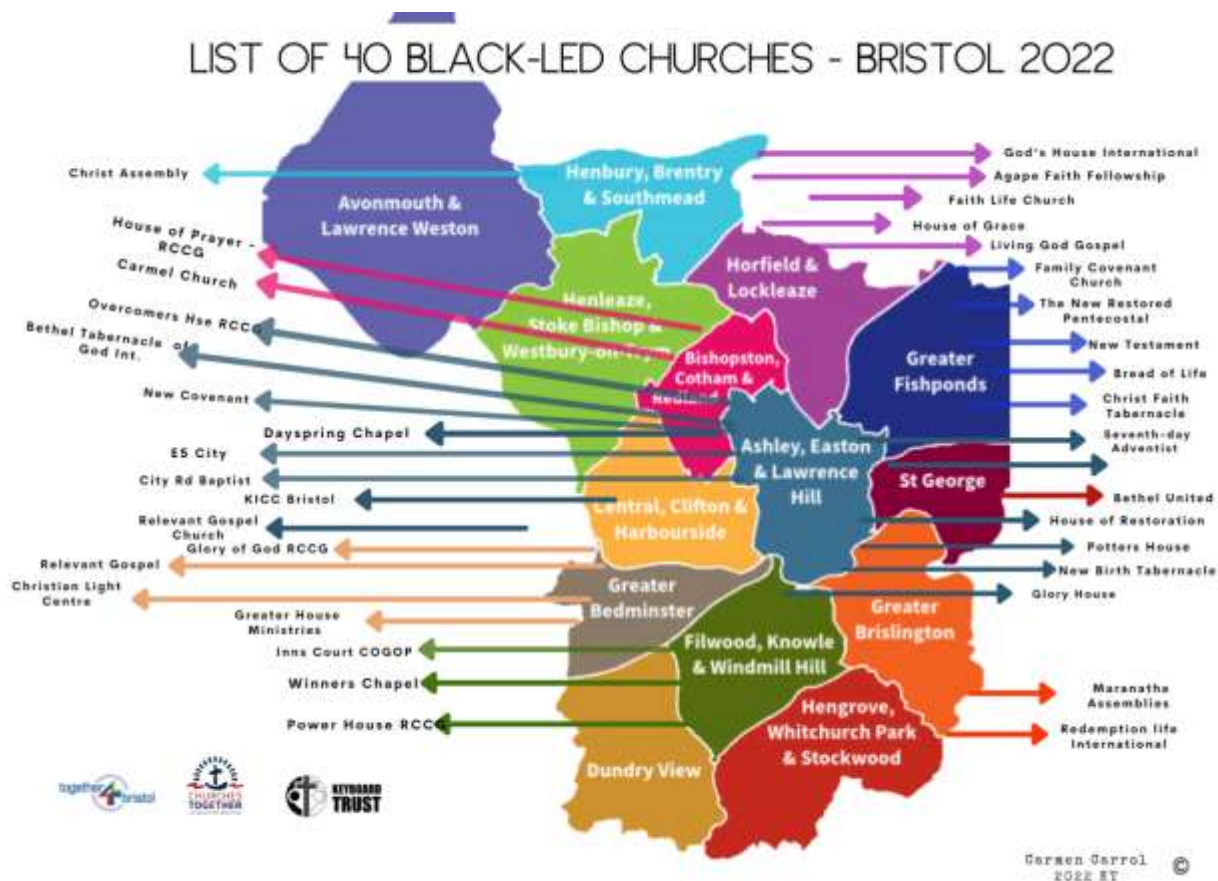 LIST OF 40 BLACK-LED CHURCHES - BRISTOL 2022
Christ Assembly
House of Prayer -
RCCG
Carmel Church
Overcomers Hse RCCG
Bethel Tabernacle of
God Int.
New Covenant
Dayspring Chapel
E5 City
City Rd Baptist
KICC Bristol
Relevant Gospel
Church
Glory of God RCCG
Relevant Gospel
Christian Light
Centre
Greater House
Ministries
Inns Court COGOP
Winners Chapel
Power House RCCG
Avonmouth &
Lawrence Weston
Henbury, Brentry
& Southmead
Horfield &
Lockleaze
Henleaze,
Stoke Bishop &
Westbury-on-Trym
Bishopston,
Cotham &
Redland
Greater
Fishponds
Ashley, Easton
& Lawrence
Hill
St George
Central, Clifton &
Harbourside
Greater
Bedminster
Greater
Brislington
Filwood, Knowle
& Windmill Hill
Hengrove,
Whitchurch Park
& Stockwood
Dundry View
God's House International
Agape Faith Fellowship
Faith Life Church
House of Grace
Living God Gospel
Family Covenant
Church
The New Restored
Pentecostal
New Testament
Bread of Life
Christ Faith
Tabernacle
Seventh-day
Adventist
Bethel United
House of Restoration
Potters House
New Birth Tabernacle
Glory House
Maranatha
Assemblies
Redemption life
International
together4bristol
CHURCHES
TOGETHER
KEYBOARD
TRUST
Carmen Carrol
2022 KT
©